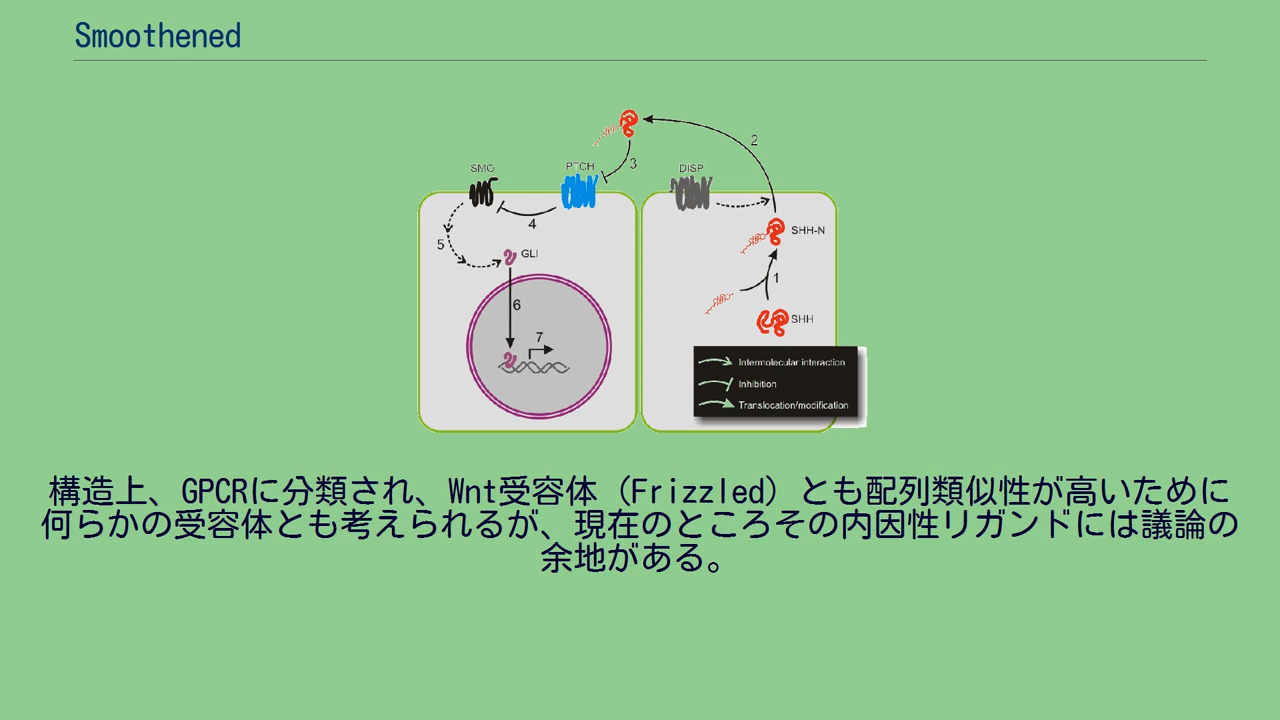 Smoothened
2
SMO
PTCH
3
DISP
4
5
GLI
SHH-N
1
6
SHH
7
Intermolecular interaction
Inhibition
Translocation/modification
構造上、GPCRに分類され、Wnt受容体（Frizzled）とも配列類似性が高いために
何らかの受容体とも考えられるが、現在のところその内因性リガンドには議論の
余地がある。